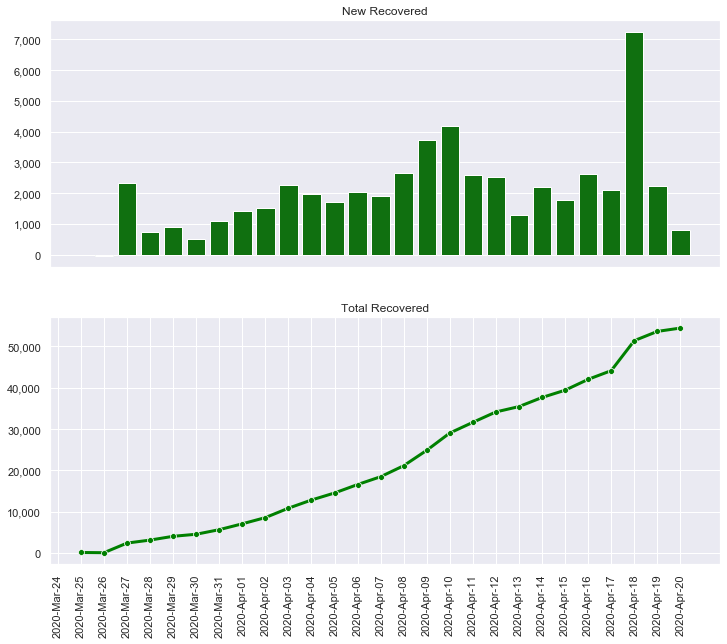 New Recovered
7,000
6,000
5,000
4,000
3,000
2,000
1,000
0
Total Recovered
50,000
40,000
30,000
20,000
10,000
0
2020-Mar-24
2020-Mar-25
2020-Mar-26
2020-Mar-27
2020-Mar-28
2020-Mar-29
2020-Mar-30
2020-Mar-31
2020-Apr-01
2020-Apr-02
2020-Apr-03
2020-Apr-04
2020-Apr-05
2020-Apr-06
2020-Apr-07
2020-Apr-08
2020-Apr-09
2020-Apr-10
2020-Apr-11
2020-Apr-12
2020-Apr-13
2020-Apr-14
2020-Apr-15
2020-Apr-16
2020-Apr-17
2020-Apr-18
2020-Apr-19
2020-Apr-20